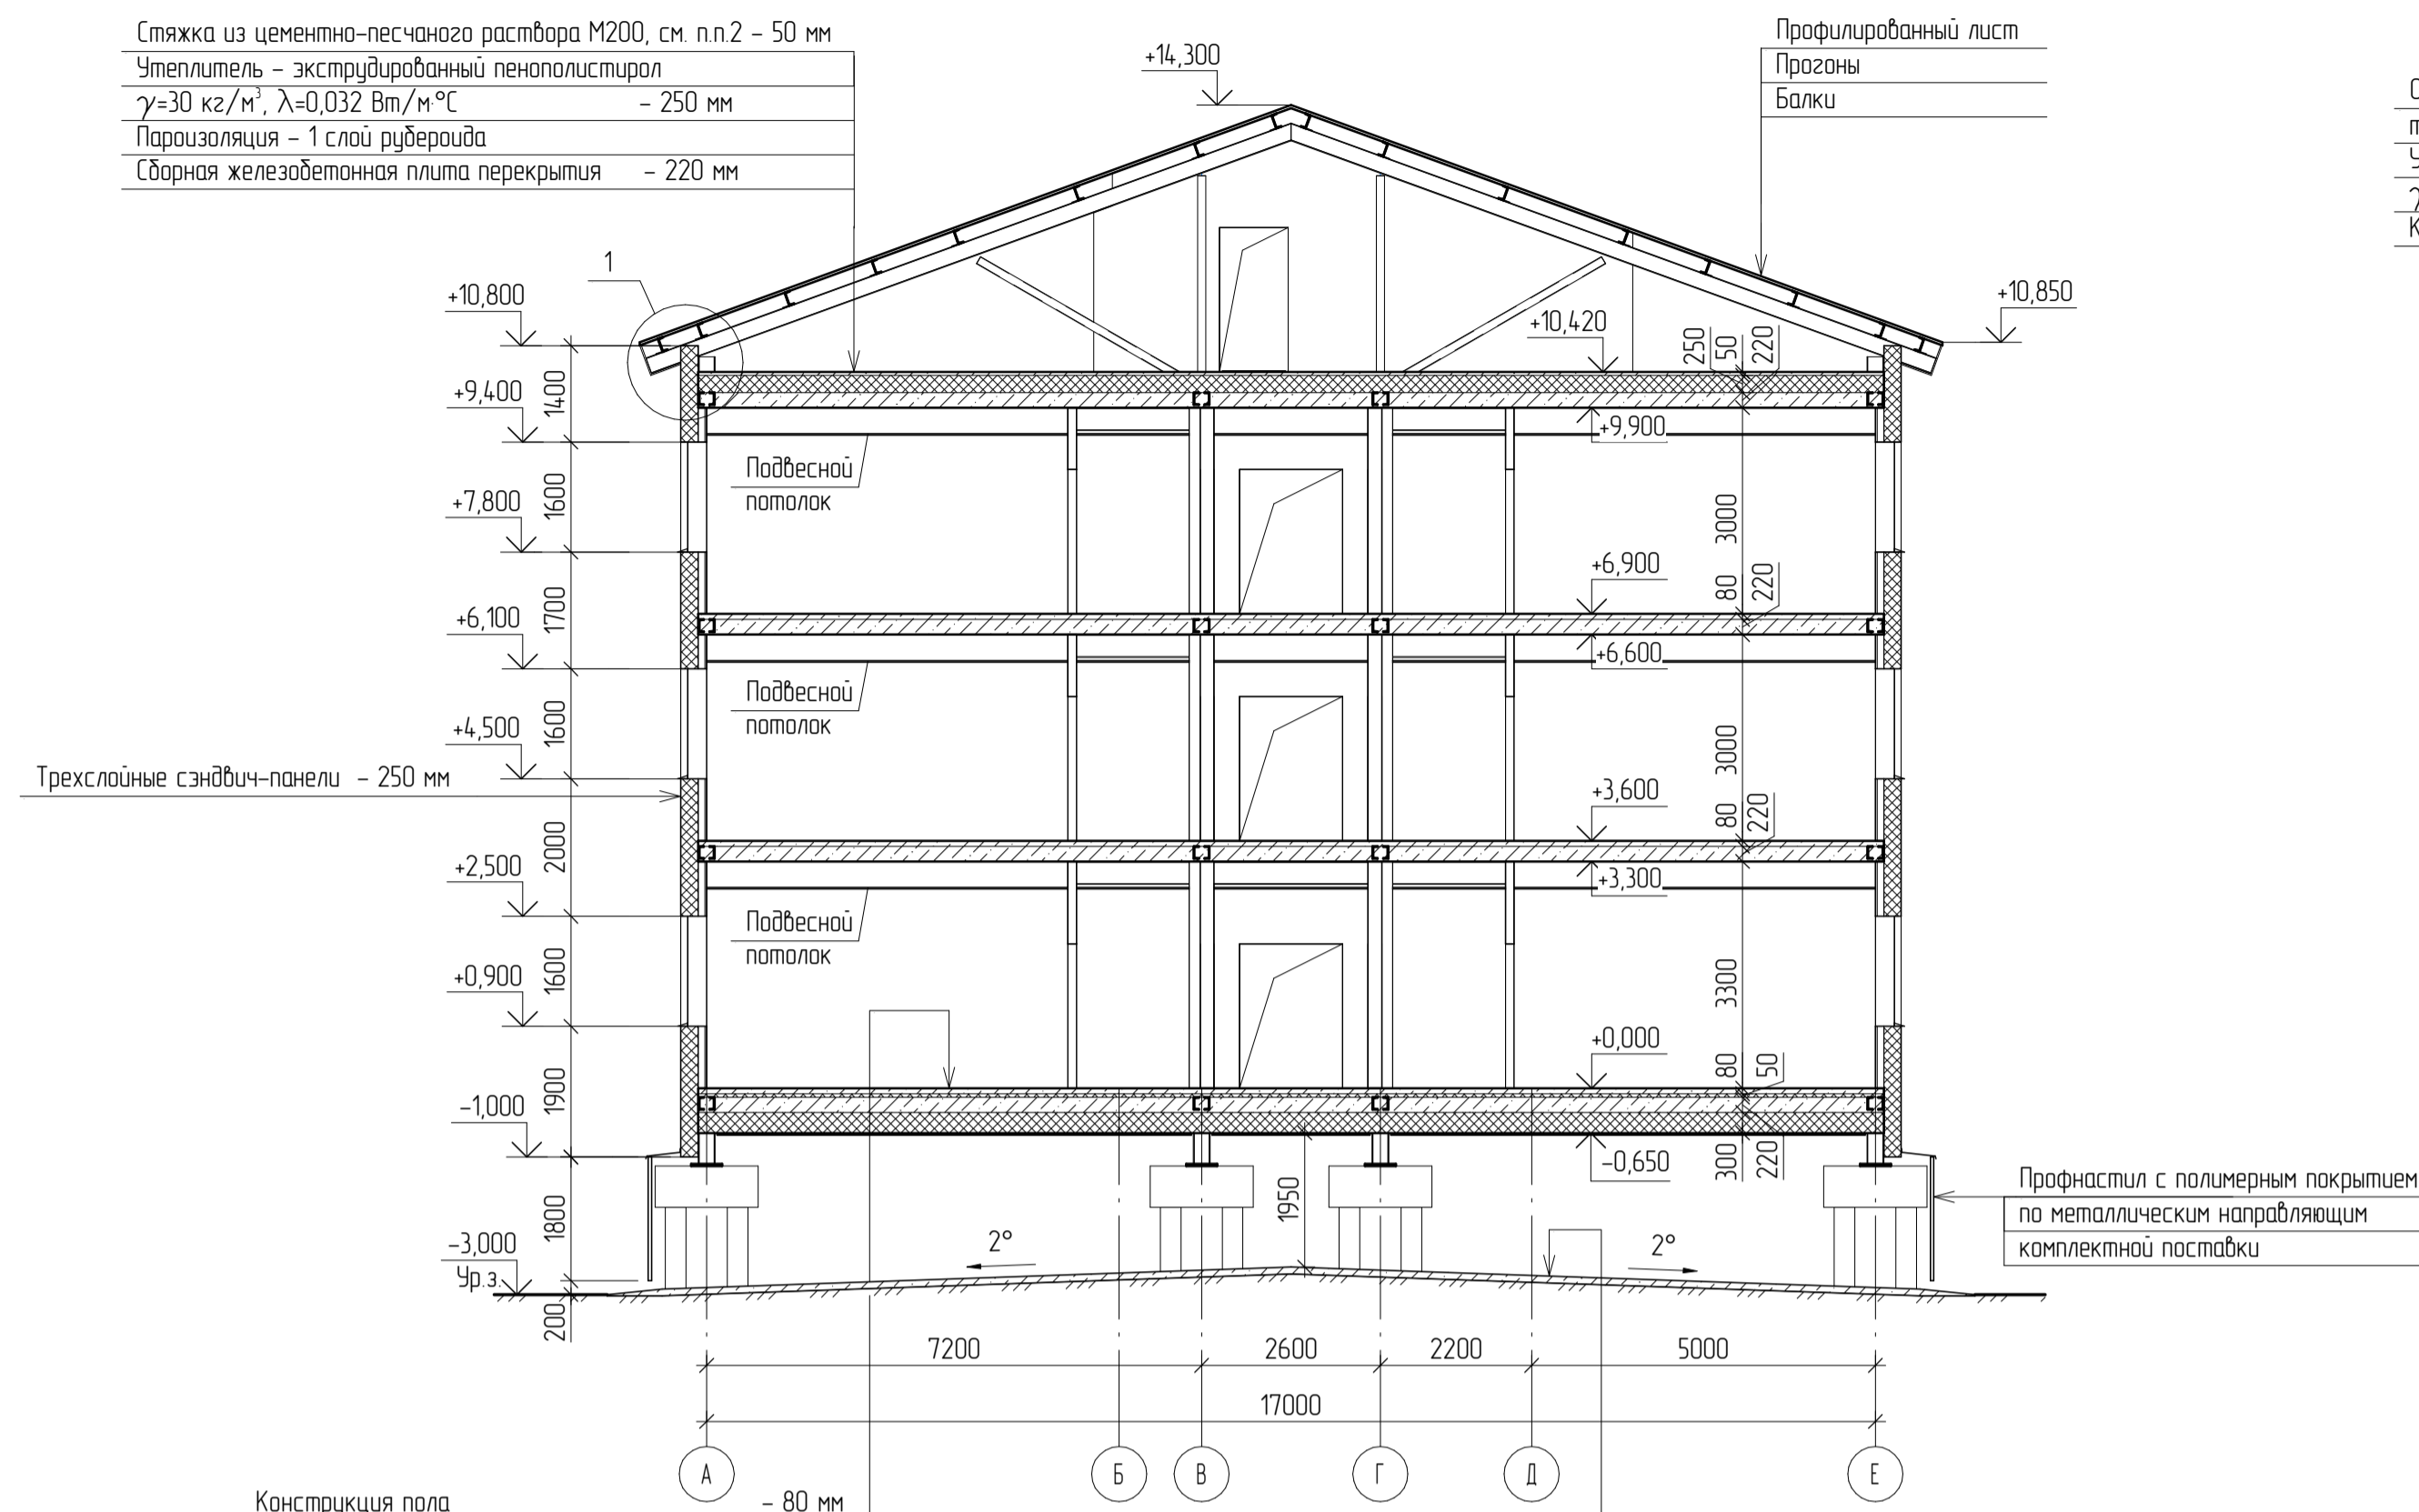 Стяжка из цементно-песчаного раствора М200, см. п.п.2 - 50 мм
Утеплитель - экструдированный пенополистирол
γ=30 кг/м³, λ=0,032 Вт/м·°С - 250 мм
Пароизоляция - 1 слой рубероида
Сборная железобетонная плита перекрытия - 220 мм
Профилированный лист
Прогоны
Балки
+14,300
1
+10,800
+9,400
+7,800
+6,100
+4,500
+2,500
+0,900
-1,000
-3,000
Ур.з.
1400
1600
1700
1600
2000
1600
1900
1800
200
Трехслойные сэндвич-панели - 250 мм
Подвесной
потолок
Подвесной
потолок
Подвесной
потолок
+10,850
+10,420
250
50
220
+9,900
3000
+6,900
80
220
+6,600
3000
+3,600
80
220
+3,300
3300
+0,000
80
50
-0,650
300
220
1950
2°
2°
Профнастил с полимерным покрытием
по металлическим направляющим
комплектной поставки
7200
2600
2200
5000
17000
А
Б
В
Г
Д
Е
Конструкция пола - 80 мм